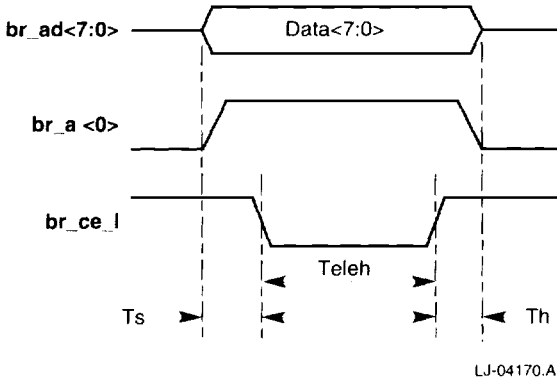 br_ad<7:0>
Data<7:0>
br_a <0>
br_ce_l
Teleh
Ts
Th
LJ-04170.A